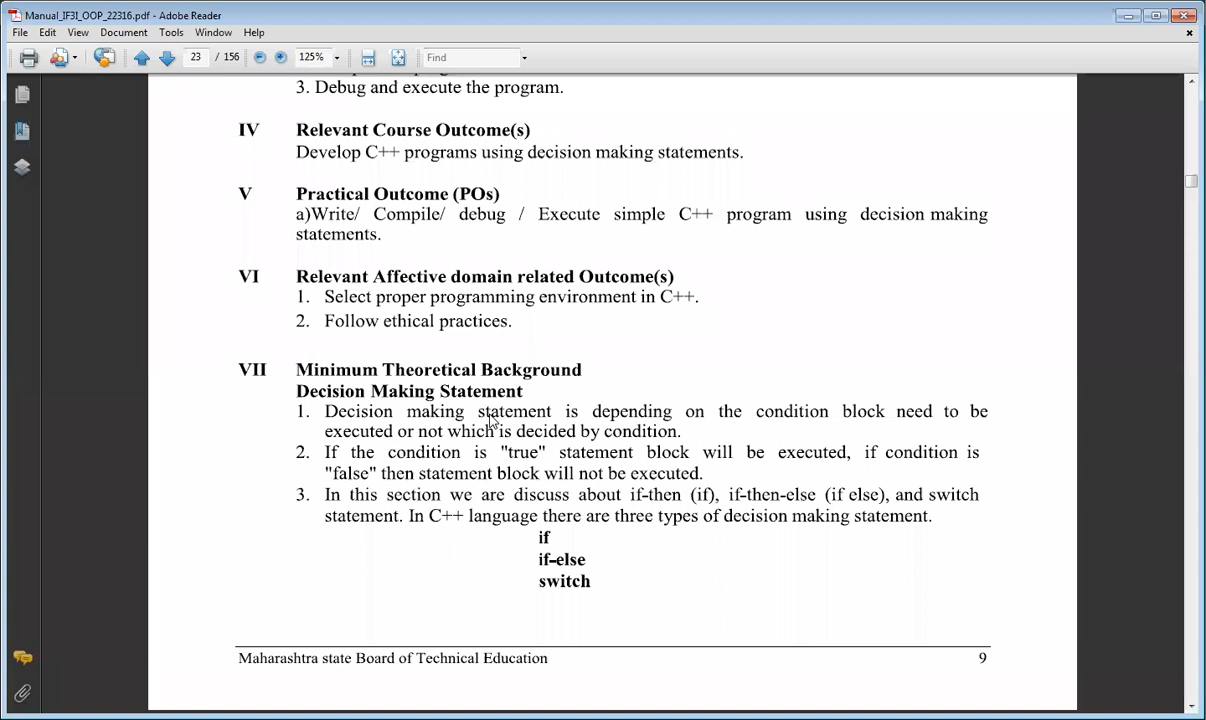 Manual_IF3I_OOP_22316.pdf - Adobe Reader
File Edit View Document Tools Window Help
23 / 156 125% Find
3. Debug and execute the program.
IV Relevant Course Outcome(s)
Develop C++ programs using decision making statements.
V Practical Outcome (POs)
a)Write/ Compile/ debug / Execute simple C++ program using decision making
statements.
VI Relevant Affective domain related Outcome(s)
1. Select proper programming environment in C++.
2. Follow ethical practices.
VII Minimum Theoretical Background
Decision Making Statement
1. Decision making statement is depending on the condition block need to be
executed or not which is decided by condition.
2. If the condition is "true" statement block will be executed, if condition is
"false" then statement block will not be executed.
3. In this section we are discuss about if-then (if), if-then-else (if else), and switch
statement. In C++ language there are three types of decision making statement.
if
if-else
switch
Maharashtra state Board of Technical Education 9